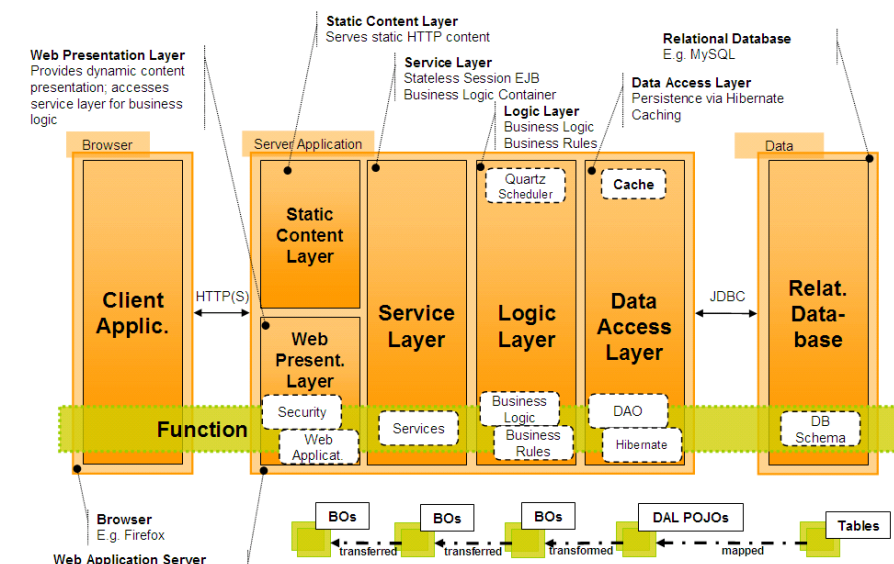 Static Content Layer
Serves static HTTP content
Relational Database
E.g. MySQL
Web Presentation Layer
Provides dynamic content
presentation; accesses
service layer for business
logic
Service Layer
Stateless Session EJB
Business Logic Container
Data Access Layer
Persistence via Hibernate
Caching
Logic Layer
Business Logic
Business Rules
Browser
Server Application
Data
Quartz
Scheduler
Cache
Static
Content
Layer
Client
Applic.
HTTP(S)
Service
Layer
Logic
Layer
Data
Access
Layer
JDBC
Relat.
Data-
base
Web
Present.
Layer
Function
Security
Web
Applicat.
Services
Business
Logic
Business
Rules
DAO
Hibernate
DB
Schema
Browser
E.g. Firefox
Web Application Server
BOs
BOs
BOs
DAL POJOs
Tables
transferred
transferred
transformed
mapped